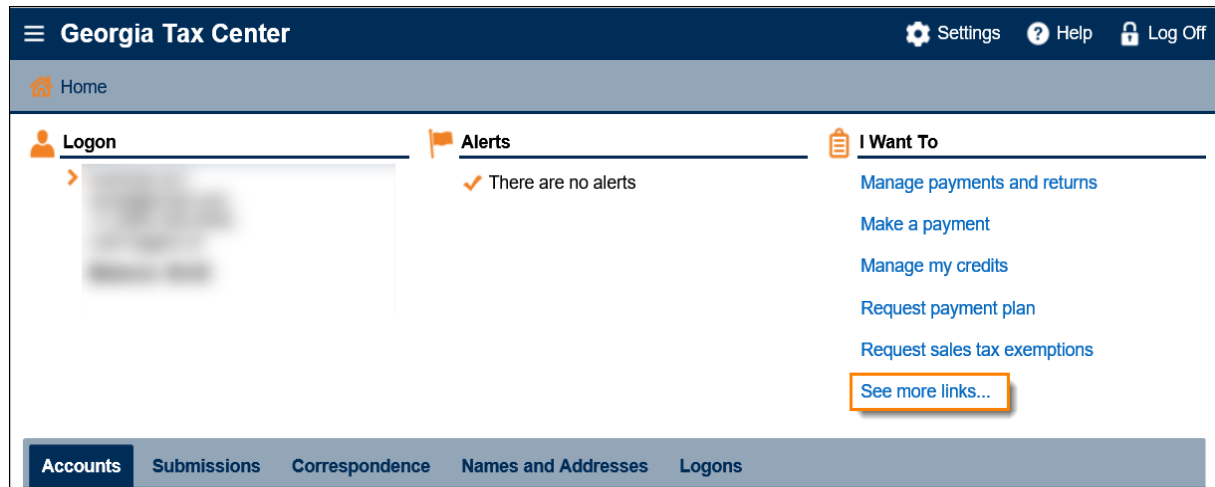 Georgia Tax Center
Settings
Help
Log Off
Home
Logon
Alerts
There are no alerts
I Want To
Manage payments and returns
Make a payment
Manage my credits
Request payment plan
Request sales tax exemptions
See more links...
Accounts
Submissions
Correspondence
Names and Addresses
Logons